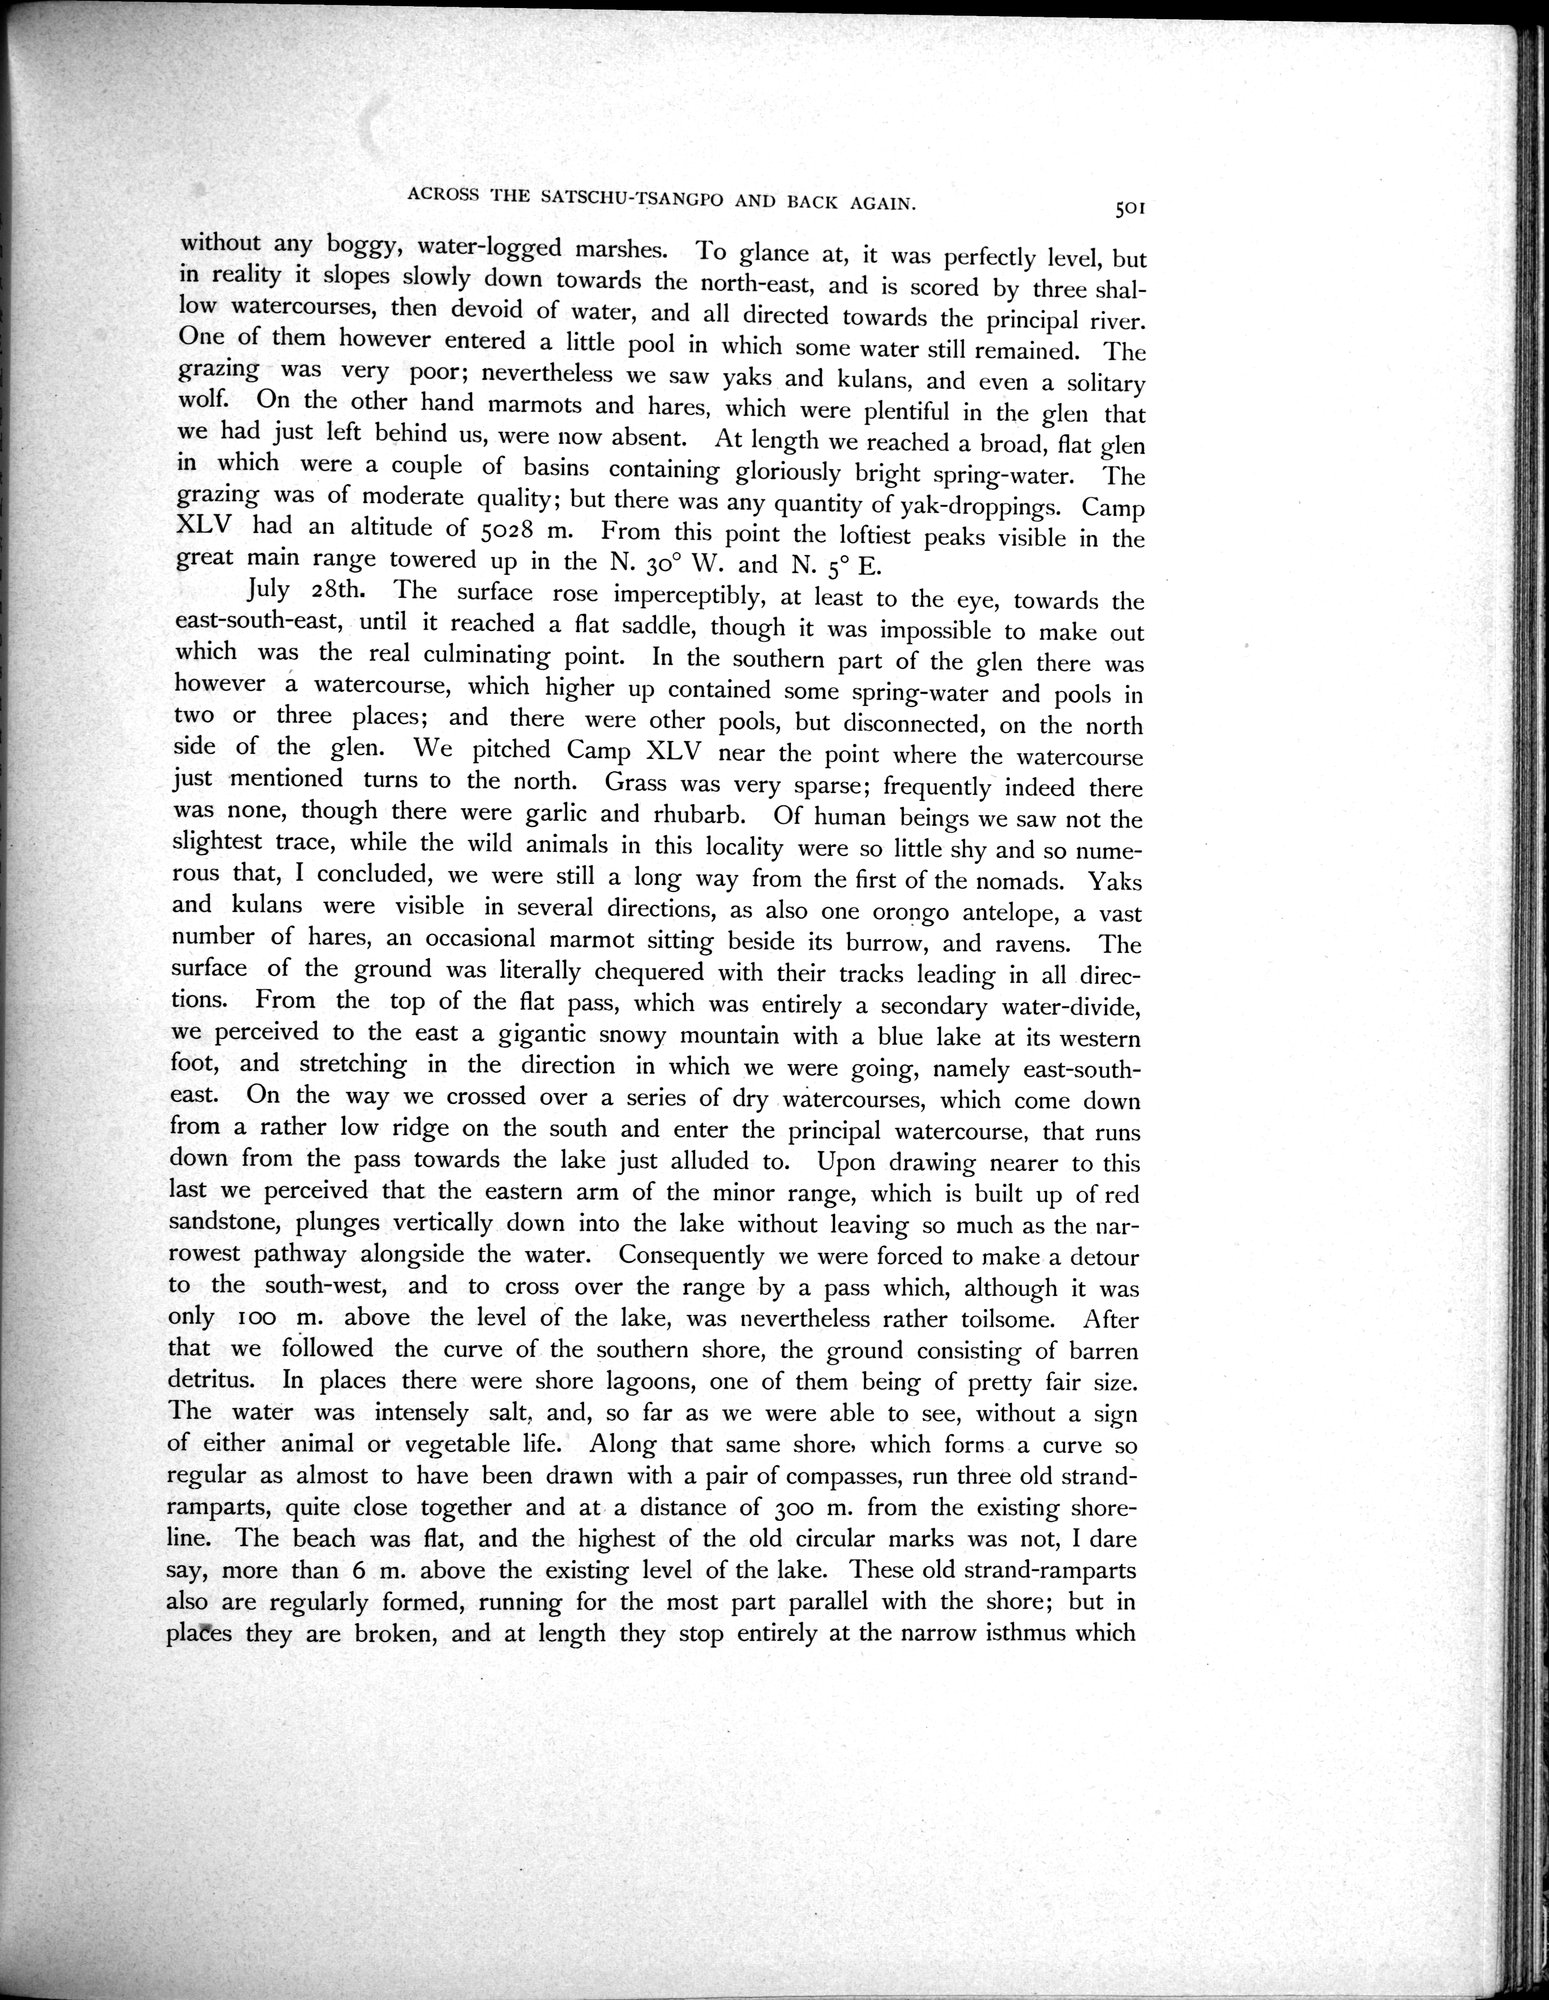 ACROSS THE SATSCHU-TSANGPO AND BACK AGAIN. 501
without any boggy, water-logged marshes. To glance at, it was perfectly level, but
in reality it slopes slowly down towards the north-east, and is scored by three shal-
low watercourses, then devoid of water, and all directed towards the principal river.
One of them however entered a little pool in which some water still remained. The
grazing was very poor; nevertheless we saw yaks and kulans, and even a solitary
wolf. On the other hand marmots and hares, which were plentiful in the glen that
we had just left behind us, were now absent. At length we reached a broad, flat glen
in which were a couple of basins containing gloriously bright spring-water. The
grazing was of moderate quality; but there was any quantity of yak-droppings. Camp
XLV had an altitude of 5028 m. From this point the loftiest peaks visible in the
great main range towered up in the N. 30° W. and N. 5° E.
July 28th. The surface rose imperceptibly, at least to the eye, towards the
east-south-east, until it reached a flat saddle, though it was impossible to make out
which was the real culminating point. In the southern part of the glen there was
however a watercourse, which higher up contained some spring-water and pools in
two or three places; and there were other pools, but disconnected, on the north
side of the glen. We pitched Camp XLV near the point where the watercourse
just mentioned turns to the north. Grass was very sparse; frequently indeed there
was none, though there were garlic and rhubarb. Of human beings we saw not the
slightest trace, while the wild animals in this locality were so little shy and so nume-
rous that, I concluded, we were still a long way from the first of the nomads. Yaks
and kulans were visible in several directions, as also one orongo antelope, a vast
number of hares, an occasional marmot sitting beside its burrow, and ravens. The
surface of the ground was literally chequered with their tracks leading in all direc-
tions. From the top of the flat pass, which was entirely a secondary water-divide,
we perceived to the east a gigantic snowy mountain with a blue lake at its western
foot, and stretching in the direction in which we were going, namely east-south-
east. On the way we crossed over a series of dry watercourses, which come down
from a rather low ridge on the south and enter the principal watercourse, that runs
down from the pass towards the lake just alluded to. Upon drawing nearer to this
last we perceived that the eastern arm of the minor range, which is built up of red
sandstone, plunges vertically down into the lake without leaving so much as the nar-
rowest pathway alongside the water. Consequently we were forced to make a detour
to the south-west, and to cross over the range by a pass which, although it was
only 100 m. above the level of the lake, was nevertheless rather toilsome. After
that we followed the curve of the southern shore, the ground consisting of barren
detritus. In places there were shore lagoons, one of them being of pretty fair size.
The water was intensely salt, and, so far as we were able to see, without a sign
of either animal or vegetable life. Along that same shore, which forms a curve so
regular as almost to have been drawn with a pair of compasses, run three old strand-
ramparts, quite close together and at a distance of 300 m. from the existing shore-
line. The beach was flat, and the highest of the old circular marks was not, I dare
say, more than 6 m. above the existing level of the lake. These old strand-ramparts
also are regularly formed, running for the most part parallel with the shore; but in
places they are broken, and at length they stop entirely at the narrow isthmus which